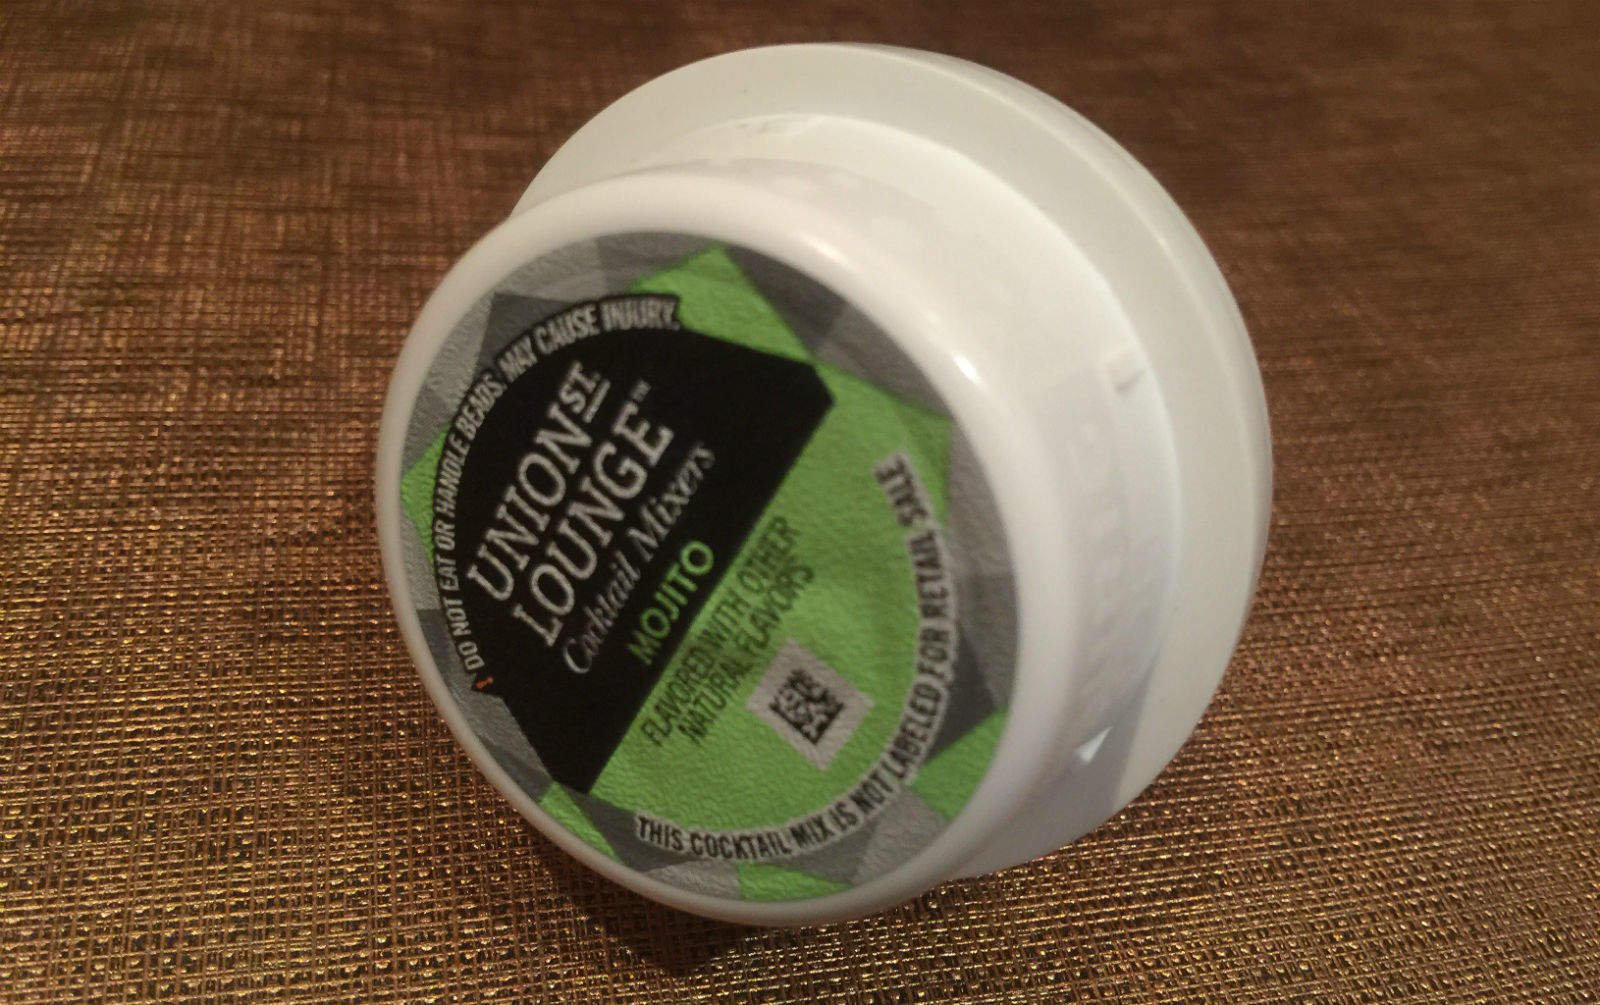 DO NOT EAT OR HANDLE BEADS. MAY CAUSE INJURY.
UNION ST.
LOUNGE™
Cocktail Mixers
MOJITO
FLAVORED WITH OTHER
NATURAL FLAVORS
THIS COCKTAIL MIX IS NOT LABELED FOR RETAIL SALE